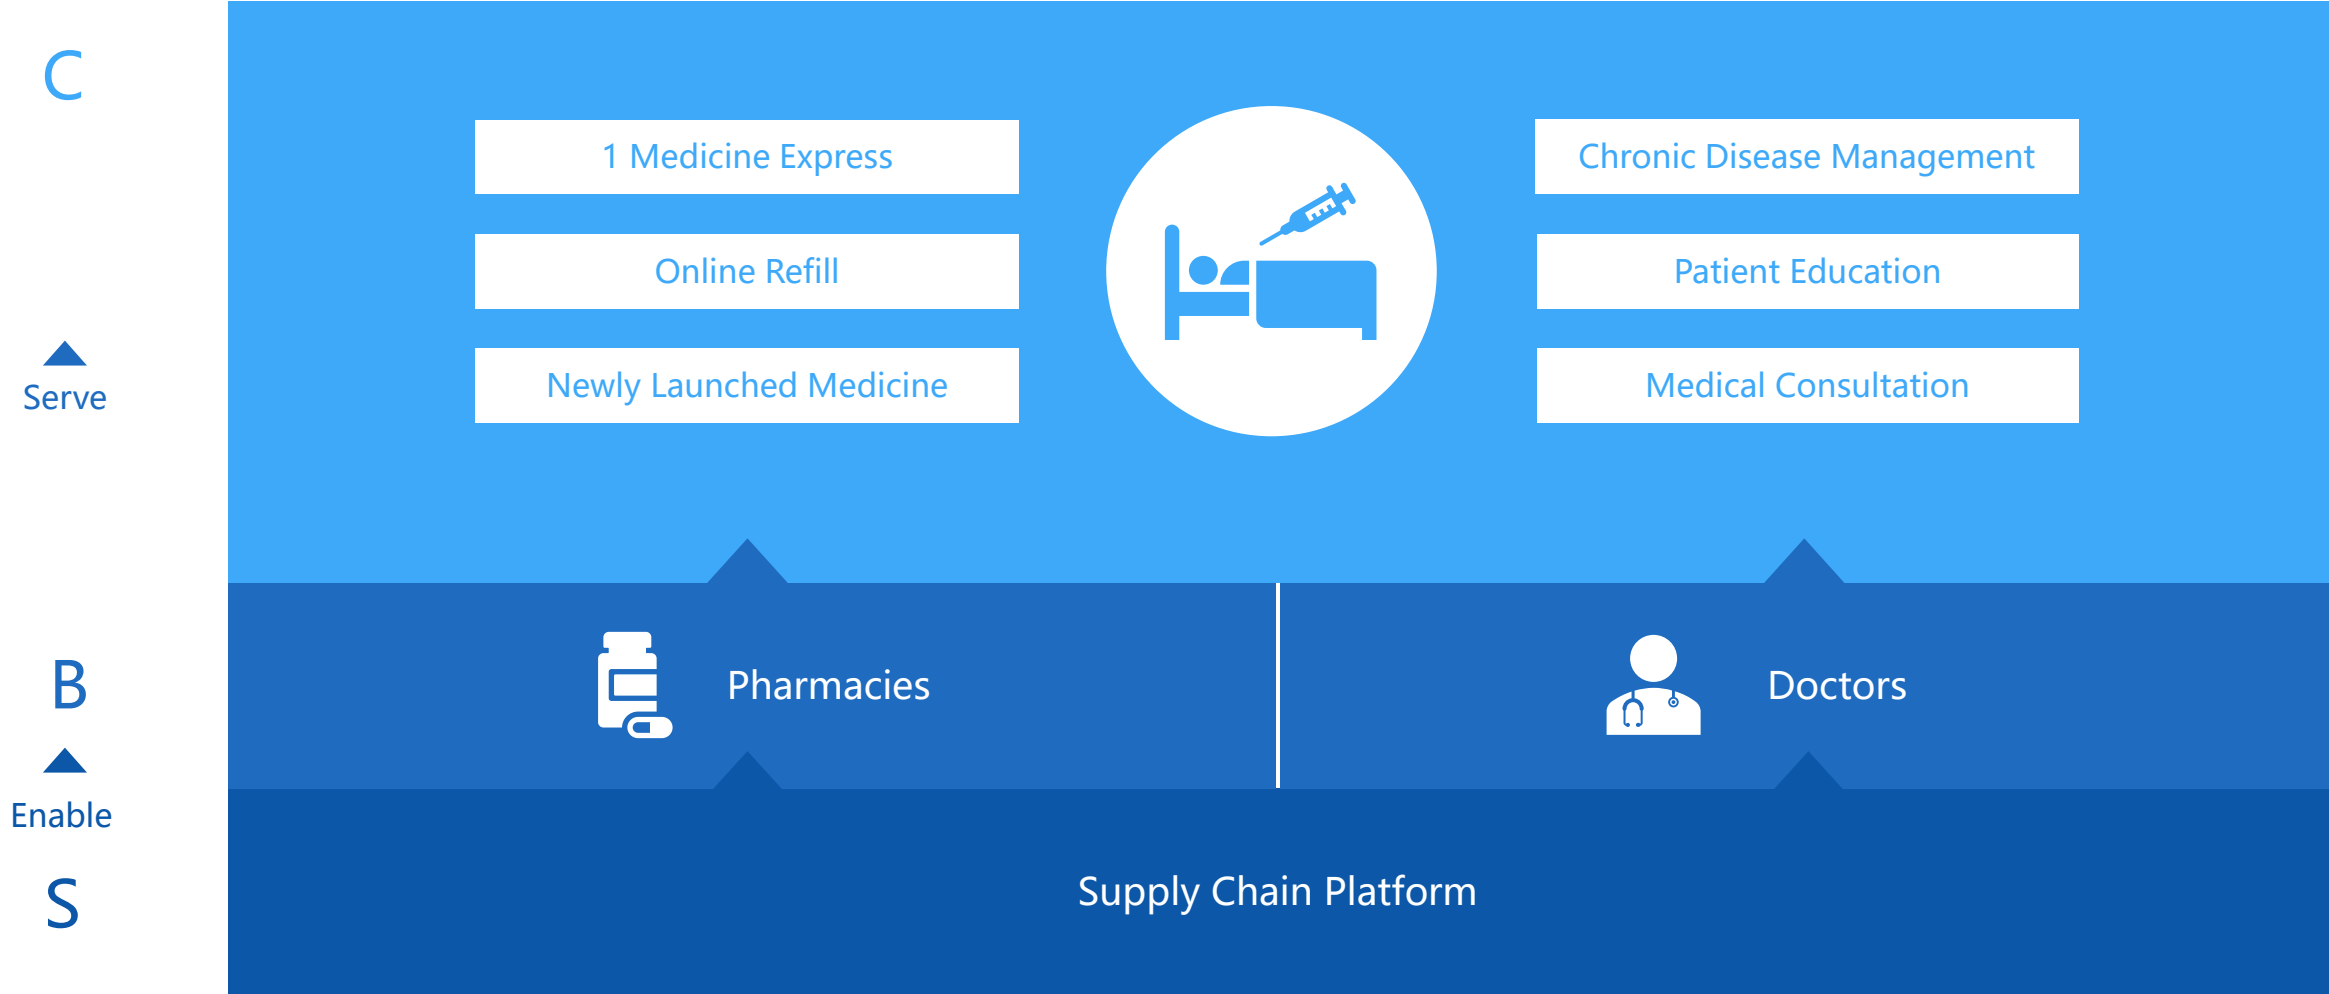 C
1 Medicine Express
Chronic Disease Management
Online Refill
Patient Education
Newly Launched Medicine
Medical Consultation
Serve
B
Pharmacies
Doctors
Enable
S
Supply Chain Platform